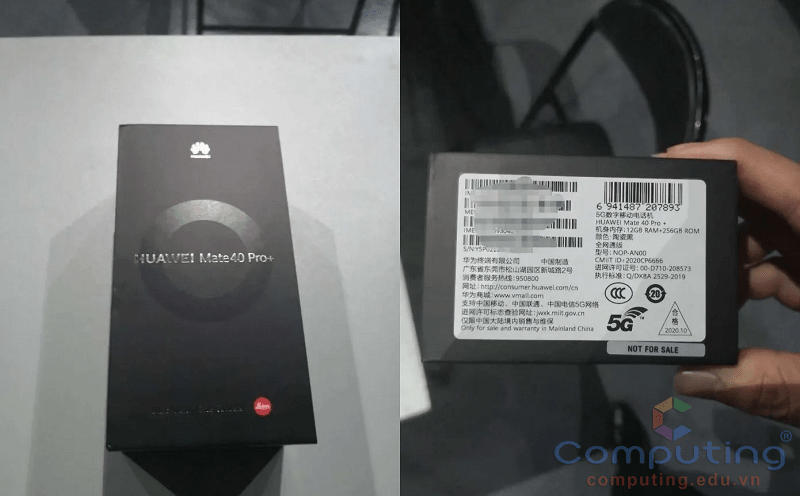 HUAWEI
HUAWEI Mate40 Pro+
Leica
6 941487 207893
5G数字移动电话机
HUAWEI Mate 40 Pro +
机身内存: 12GB RAM+256GB ROM
颜色: 陶瓷黑
全网通版
型号: NOP-AN00
CMIIT ID: 2020CP6666
进网许可证号: 00-D710-208573
执行标准: Q/DXBA 2529-2019
华为终端有限公司 中国制造
广东省东莞市松山湖园区新城路2号
消费者服务热线: 950800
网址: http://consumer.huawei.com/cn
华为商城: www.vmall.com
支持中国移动、中国联通、中国电信5G网络
进网许可标志查验网址: jwxk.miit.gov.cn
仅限中国大陆境内销售与维保
Only for sale and warranty in Mainland China
CCC
20
5G
合格
2020.10
NOT FOR SALE
Computing®
computing.edu.vn